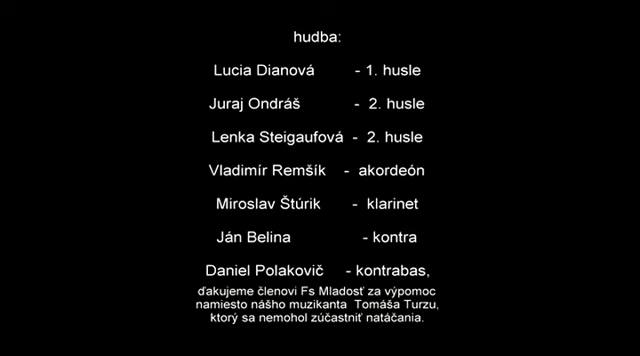 hudba:
Lucia Dianová - 1. husle
Juraj Ondráš - 2. husle
Lenka Steigaufová - 2. husle
Vladimír Remšík - akordeón
Miroslav Štúrik - klarinet
Ján Belina - kontra
Daniel Polakovič - kontrabas,
ďakujeme členovi Fs Mladosť za výpomoc
namiesto nášho muzikanta Tomáša Turzu,
ktorý sa nemohol zúčastniť natáčania.